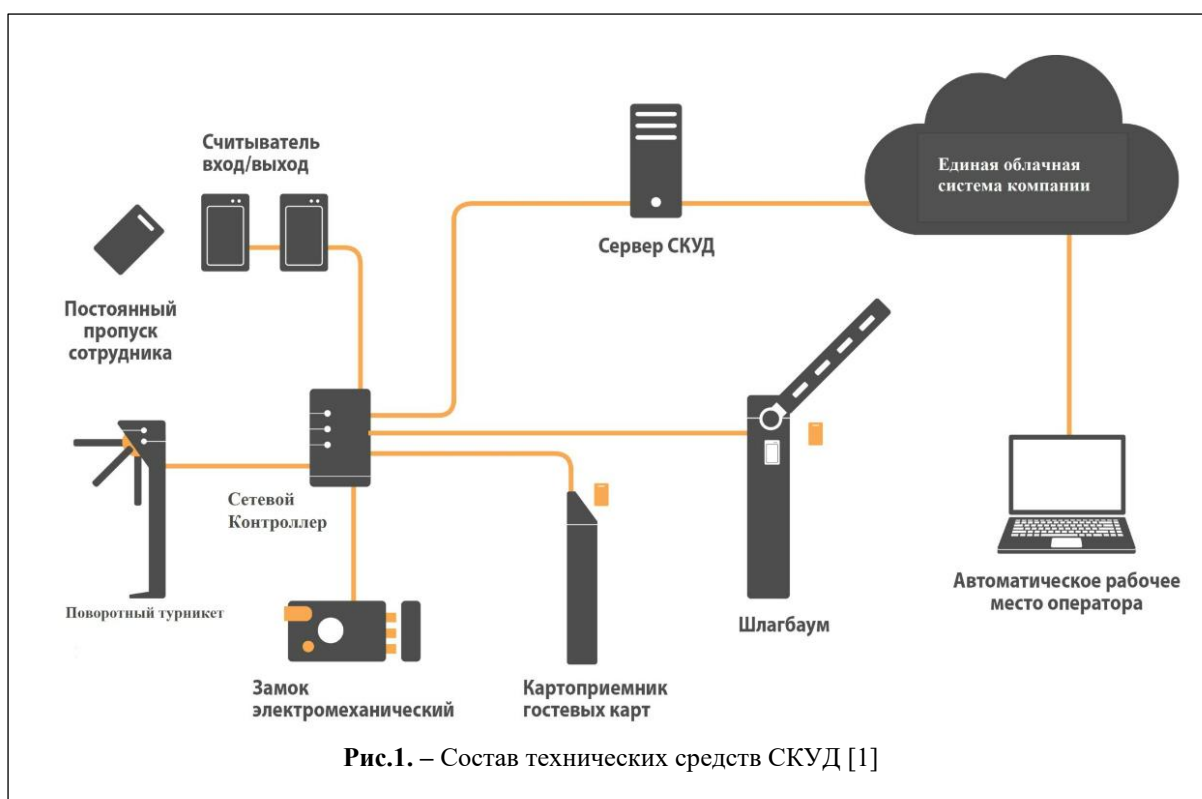 Считыватель
вход/выход
Единая облачная
система компании
Сервер СКУД
Постоянный
пропуск
сотрудника
Сетевой
Контроллер
Поворотный турникет
Автоматическое рабочее
место оператора
Шлагбаум
Замок
электромеханический
Картоприемник
гостевых карт
Рис.1. – Состав технических средств СКУД [1]